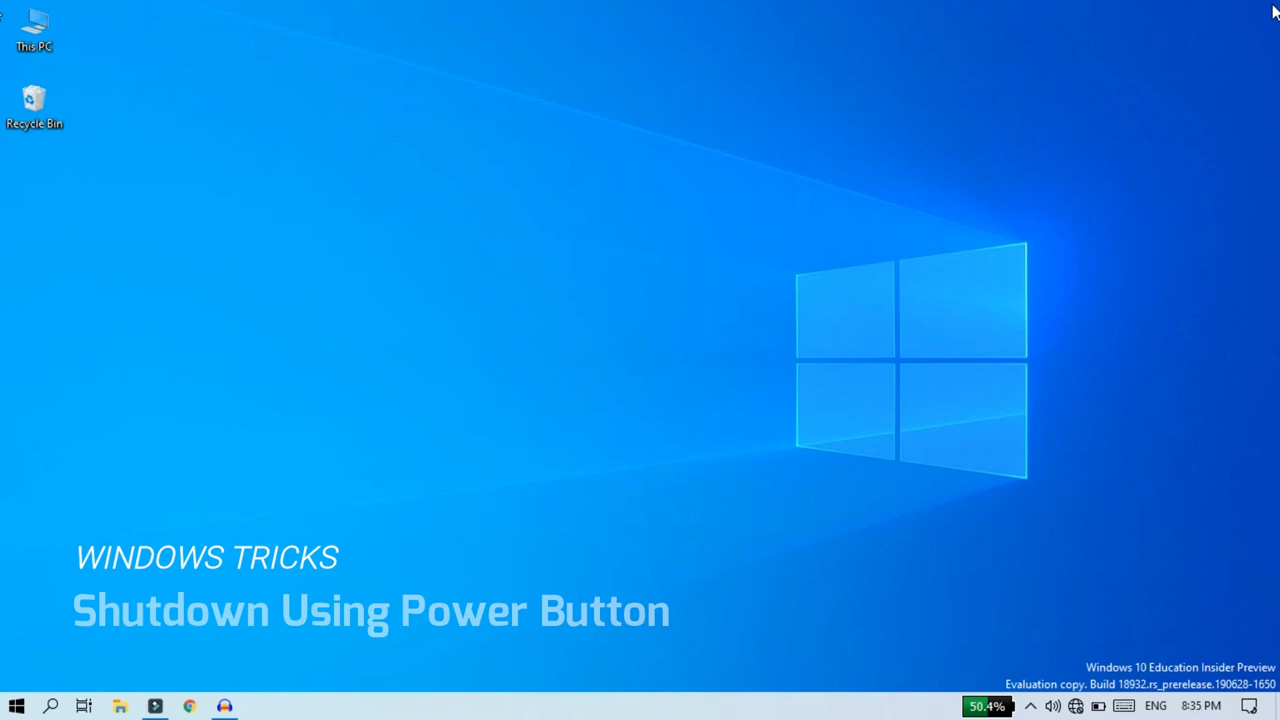 This PC
Recycle Bin
WINDOWS TRICKS
Shutdown Using Power Button
Windows 10 Education Insider Preview
Evaluation copy. Build 18932.rs_prerelease.190628-1650
50.4%
ENG
8:35 PM